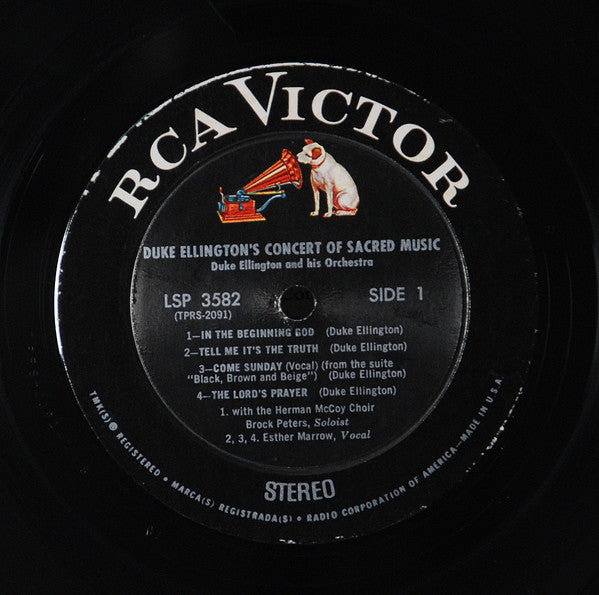 RCA VICTOR
DUKE ELLINGTON'S CONCERT OF SACRED MUSIC
Duke Ellington and his Orchestra
LSP 3582
(TPRS-2091)
SIDE 1
1—IN THE BEGINNING GOD (Duke Ellington)
2—TELL ME IT'S THE TRUTH (Duke Ellington)
3—COME SUNDAY (Vocal) (from the suite
"Black, Brown and Beige") (Duke Ellington)
4—THE LORD'S PRAYER (Duke Ellington)
1. with the Herman McCoy Choir
Brock Peters, Soloist
2, 3, 4. Esther Marrow, Vocal
STEREO
TMK(S) ® REGISTERED • MARCA(S) REGISTRADA(S) • RADIO CORPORATION OF AMERICA—MADE IN U.S.A.